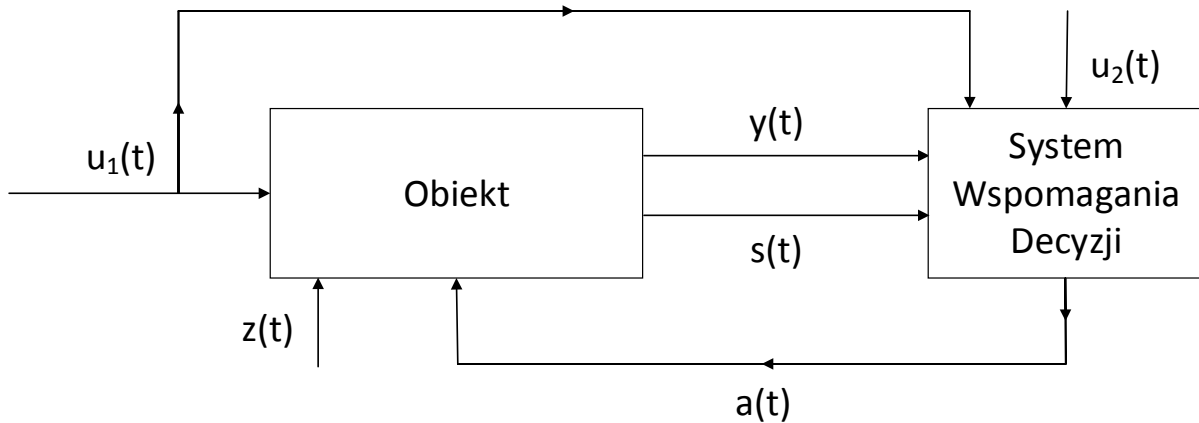 u₂(t)
u₁(t)
Obiekt
y(t)
s(t)
System
Wspomagania
Decyzji
z(t)
a(t)